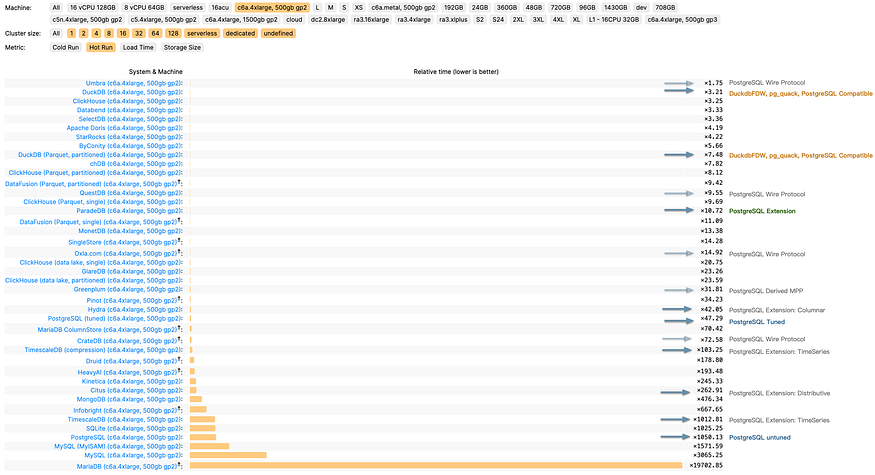 Machine: All 16 vCPU 128GB 8 vCPU 64GB serverless 16acu c6a.4xlarge, 500gb gp2 L M S XS c6a.metal, 500gb gp2 192GB 24GB 360GB 48GB 720GB 96GB 1430GB dev 708GB
c5n.4xlarge, 500gb gp2 c5.4xlarge, 500gb gp2 c6a.4xlarge, 1500gb gp2 cloud dc2.8xlarge ra3.16xlarge ra3.4xlarge ra3.xlplus S2 S24 2XL 3XL 4XL XL L1 - 16CPU 32GB c6a.4xlarge, 500gb gp3
Cluster size: All 1 2 4 8 16 32 64 128 serverless dedicated undefined
Metric: Cold Run Hot Run Load Time Storage Size
System & Machine Relative time (lower is better)
Umbra (c6a.4xlarge, 500gb gp2): ×1.75 PostgreSQL Wire Protocol
DuckDB (c6a.4xlarge, 500gb gp2): ×3.21 DuckdbFDW, pg_quack, PostgreSQL Compatible
ClickHouse (c6a.4xlarge, 500gb gp2): ×3.25
Databend (c6a.4xlarge, 500gb gp2): ×3.33
SelectDB (c6a.4xlarge, 500gb gp2): ×3.36
Apache Doris (c6a.4xlarge, 500gb gp2): ×4.19
StarRocks (c6a.4xlarge, 500gb gp2): ×4.22
ByConity (c6a.4xlarge, 500gb gp2): ×5.66
DuckDB (Parquet, partitioned) (c6a.4xlarge, 500gb gp2): ×7.48 DuckdbFDW, pg_quack, PostgreSQL Compatible
chDB (c6a.4xlarge, 500gb gp2): ×7.82
ClickHouse (Parquet, partitioned) (c6a.4xlarge, 500gb gp2): ×8.12
DataFusion (Parquet, partitioned) (c6a.4xlarge, 500gb gp2)†: ×9.42
QuestDB (c6a.4xlarge, 500gb gp2): ×9.55 PostgreSQL Wire Protocol
ClickHouse (Parquet, single) (c6a.4xlarge, 500gb gp2): ×9.69
ParadeDB (c6a.4xlarge, 500gb gp2): ×10.72 PostgreSQL Extension
DataFusion (Parquet, single) (c6a.4xlarge, 500gb gp2)†: ×11.09
MonetDB (c6a.4xlarge, 500gb gp2): ×13.38
SingleStore (c6a.4xlarge, 500gb gp2)†: ×14.28
Oxla.com (c6a.4xlarge, 500gb gp2)†: ×14.92 PostgreSQL Wire Protocol
ClickHouse (data lake, single) (c6a.4xlarge, 500gb gp2): ×20.75
GlareDB (c6a.4xlarge, 500gb gp2): ×23.26
ClickHouse (data lake, partitioned) (c6a.4xlarge, 500gb gp2): ×23.59
Greenplum (c6a.4xlarge, 500gb gp2): ×31.81 PostgreSQL Derived MPP
Pinot (c6a.4xlarge, 500gb gp2)†: ×34.23
Hydra (c6a.4xlarge, 500gb gp2): ×42.05 PostgreSQL Extension: Columnar
PostgreSQL (tuned) (c6a.4xlarge, 500gb gp2): ×47.29 PostgreSQL Tuned
MariaDB ColumnStore (c6a.4xlarge, 500gb gp2)†: ×70.42
CrateDB (c6a.4xlarge, 500gb gp2)†: ×72.58 PostgreSQL Wire Protocol
TimescaleDB (compression) (c6a.4xlarge, 500gb gp2): ×103.25 PostgreSQL Extension: TimeSeries
Druid (c6a.4xlarge, 500gb gp2)†: ×178.80
HeavyAI (c6a.4xlarge, 500gb gp2)†: ×193.48
Kinetica (c6a.4xlarge, 500gb gp2): ×245.33
Citus (c6a.4xlarge, 500gb gp2): ×262.91 PostgreSQL Extension: Distributive
MongoDB (c6a.4xlarge, 500gb gp2): ×476.34
Infobright (c6a.4xlarge, 500gb gp2)†: ×667.65
TimescaleDB (c6a.4xlarge, 500gb gp2): ×1012.81 PostgreSQL Extension: TimeSeries
SQLite (c6a.4xlarge, 500gb gp2): ×1025.25
PostgreSQL (c6a.4xlarge, 500gb gp2): ×1050.13 PostgreSQL untuned
MySQL (MyISAM) (c6a.4xlarge, 500gb gp2): ×1571.59
MySQL (c6a.4xlarge, 500gb gp2): ×3065.25
MariaDB (c6a.4xlarge, 500gb gp2)†: ×19702.85